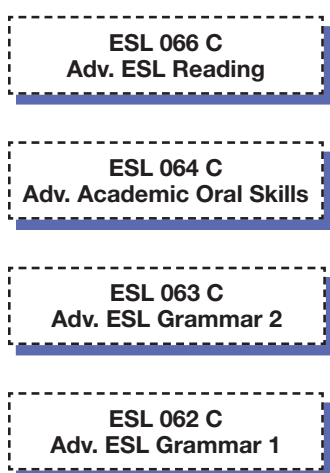 ESL 066 C
Adv. ESL Reading
ESL 064 C
Adv. Academic Oral Skills
ESL 063 C
Adv. ESL Grammar 2
ESL 062 C
Adv. ESL Grammar 1